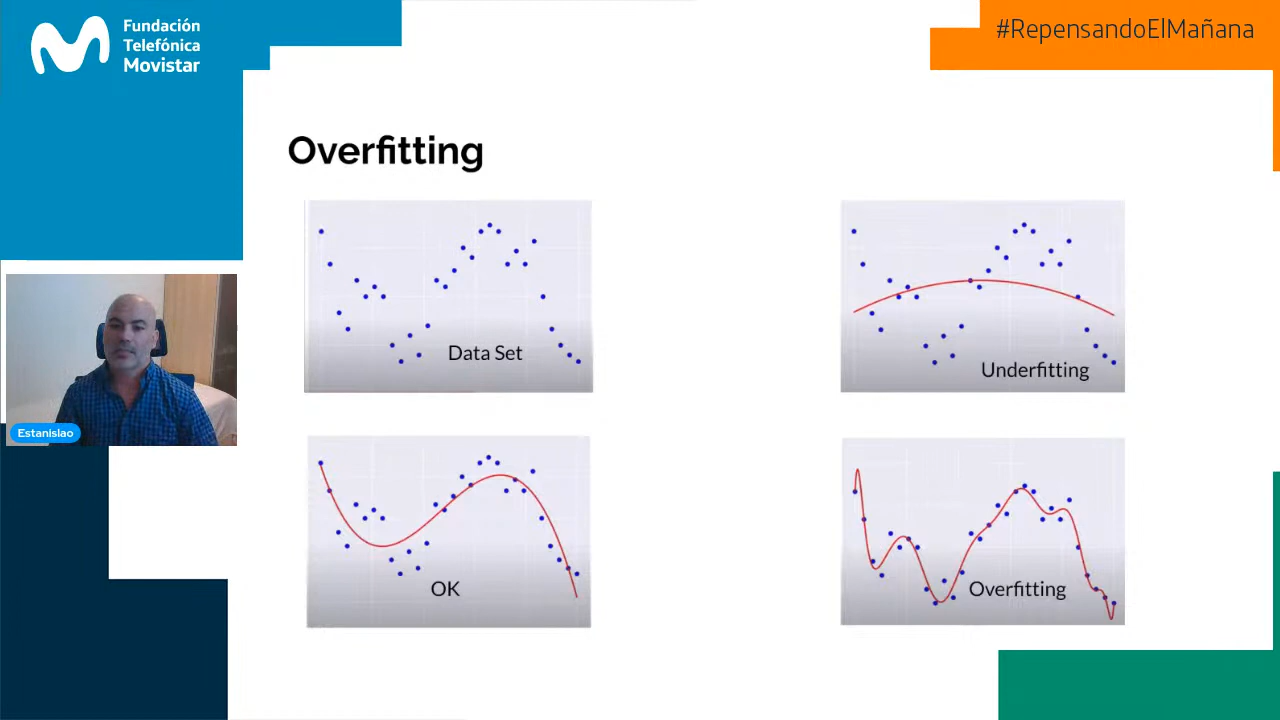 Fundación
Telefónica
Movistar
#RepensandoElMañana
Overfitting
Data Set
Underfitting
Estanislao
OK
Overfitting